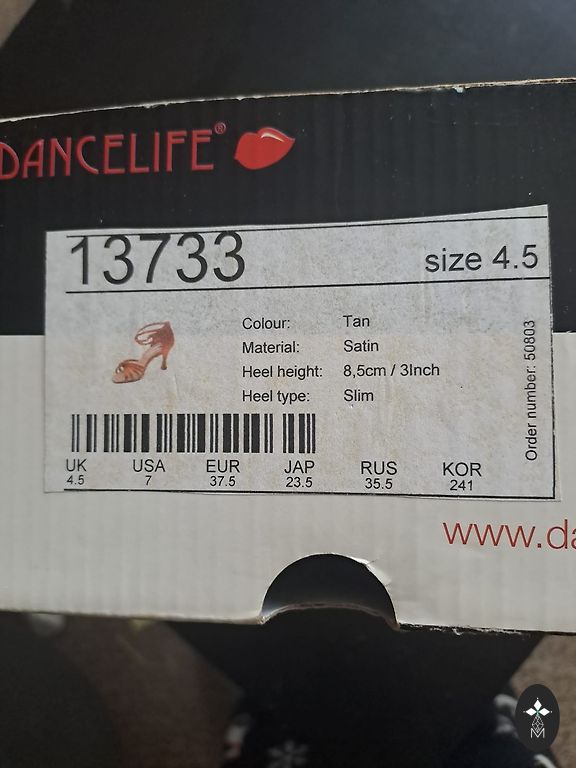 DANCELIFE®
13733
size 4.5
Colour: Tan
Material: Satin
Heel height: 8,5cm / 3Inch
Heel type: Slim
Order number: 50803
UK USA EUR JAP RUS KOR
4.5 7 37.5 23.5 35.5 241
www.da
M